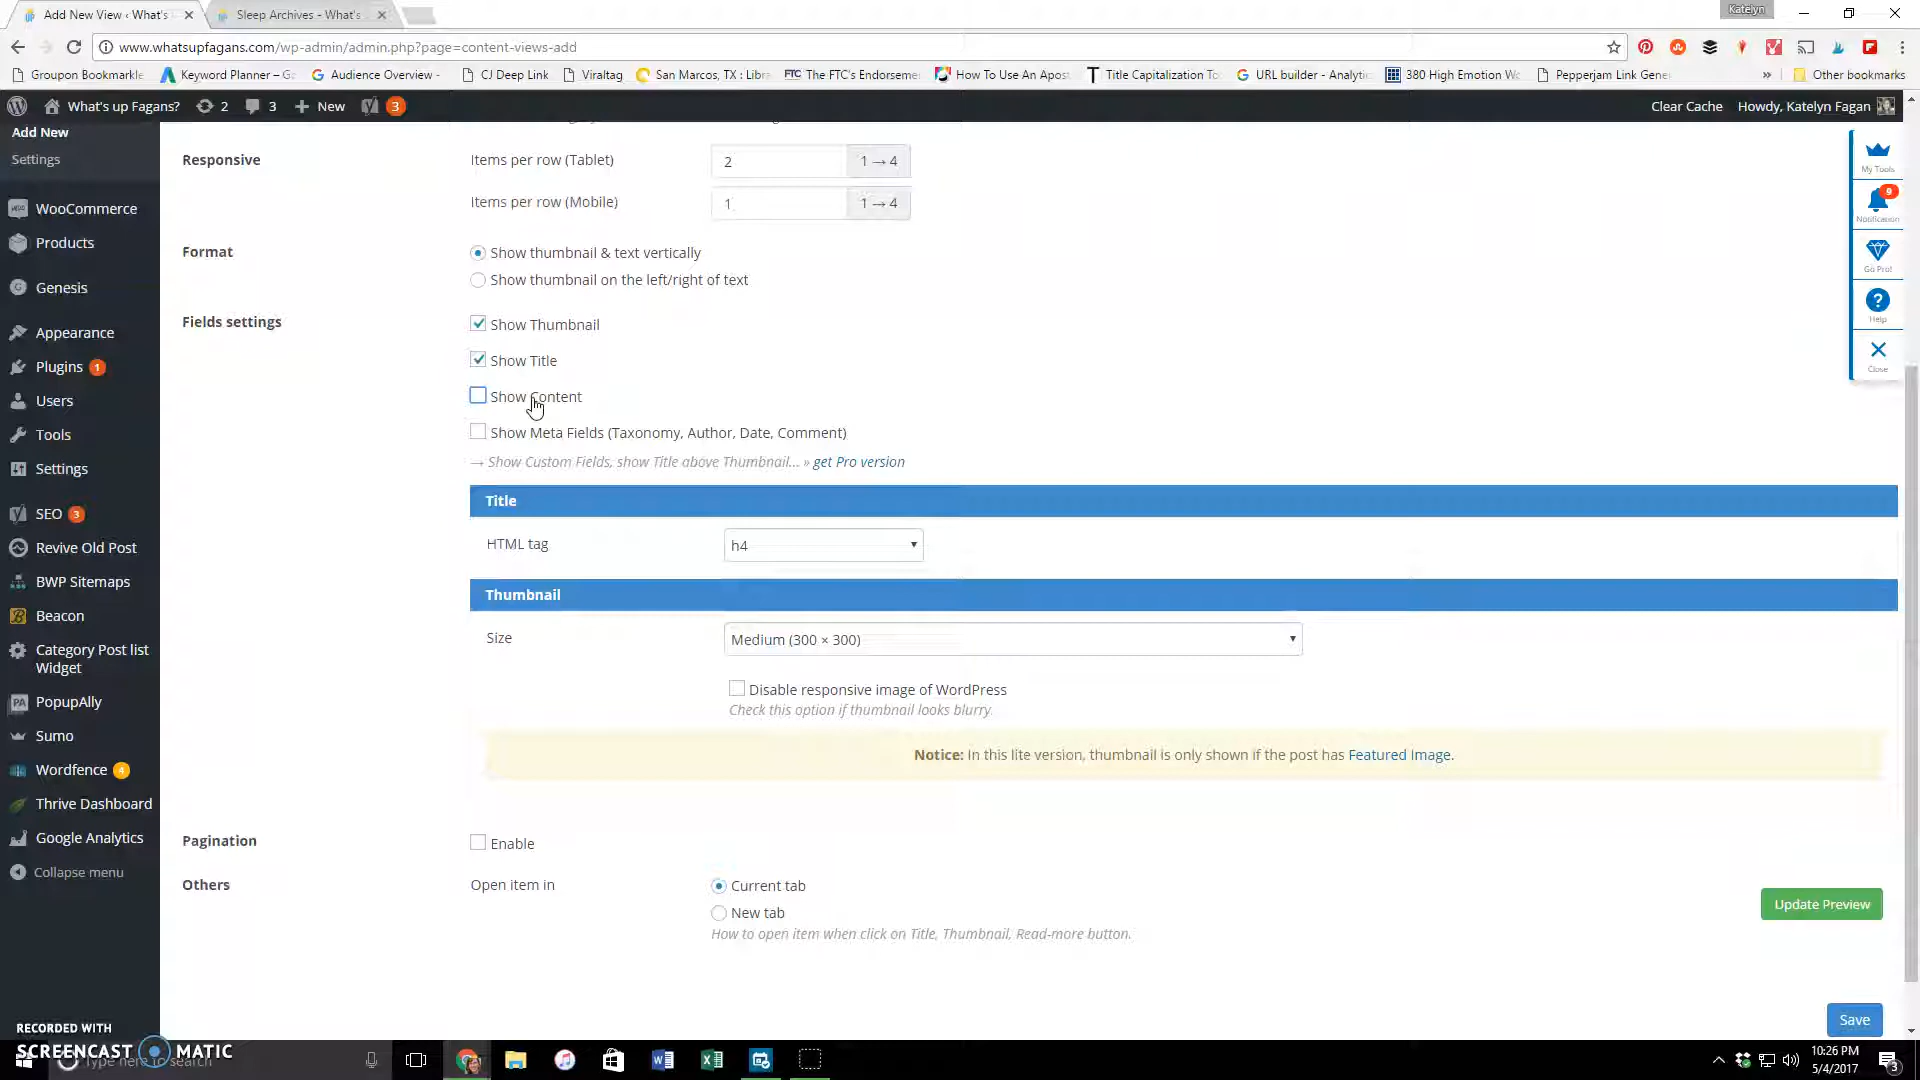 Add New View ‹ What's
Sleep Archives - What's
Katelyn
www.whatsupfagans.com/wp-admin/admin.php?page=content-views-add
Groupon Bookmarkle
Keyword Planner – G
Audience Overview -
CJ Deep Link
Viraltag
San Marcos, TX : Libr
FTC The FTC's Endorseme
How To Use An Apost
Title Capitalization To
URL builder - Analytic
380 High Emotion Wo
Pepperjam Link Gene
» Other bookmarks
What's up Fagans? 2 3 + New 3
Clear Cache Howdy, Katelyn Fagan
Add New
Settings
WooCommerce
Products
Genesis
Appearance
Plugins 1
Users
Tools
Settings
SEO 3
Revive Old Post
BWP Sitemaps
Beacon
Category Post list
Widget
PopupAlly
Sumo
Wordfence 4
Thrive Dashboard
Google Analytics
Collapse menu
Responsive
Items per row (Tablet) 2 1 → 4
Items per row (Mobile) 1 1 → 4
Format
Show thumbnail & text vertically
Show thumbnail on the left/right of text
Fields settings
Show Thumbnail
Show Title
Show Content
Show Meta Fields (Taxonomy, Author, Date, Comment)
→ Show Custom Fields, show Title above Thumbnail... » get Pro version
Title
HTML tag h4
Thumbnail
Size Medium (300 × 300)
Disable responsive image of WordPress
Check this option if thumbnail looks blurry.
Notice: In this lite version, thumbnail is only shown if the post has Featured Image.
Pagination
Enable
Others
Open item in
Current tab
New tab
How to open item when click on Title, Thumbnail, Read-more button.
Update Preview
Save
My Tools
9
Notification
Go Pro!
? Help
Close
RECORDED WITH
SCREENCAST MATIC
Type here to search
10:26 PM
5/4/2017
3